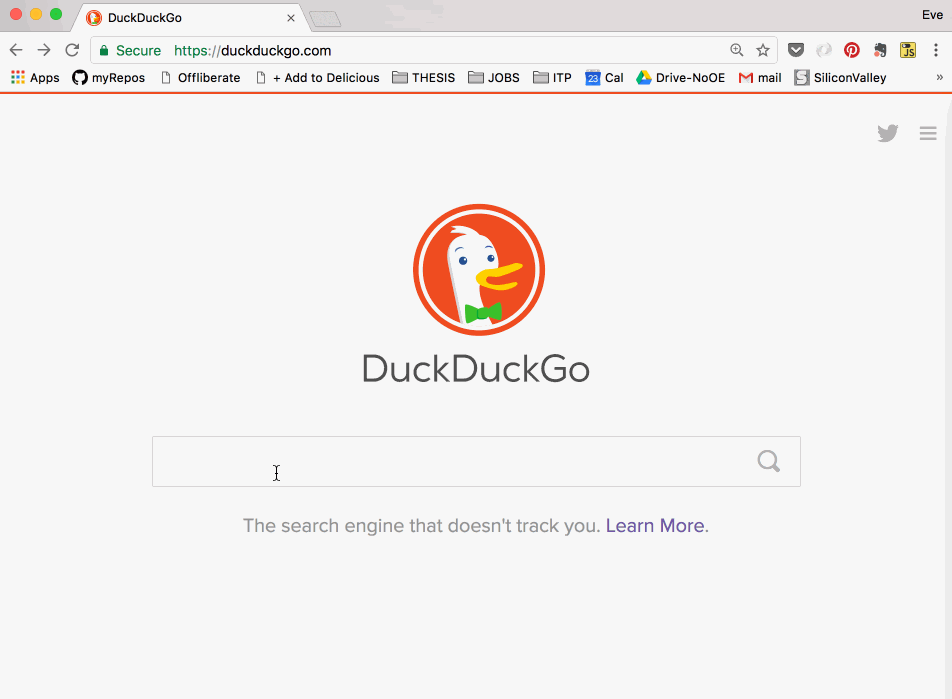 DuckDuckGo
Eve
Secure https://duckduckgo.com
JS
Apps myRepos Offliberate + Add to Delicious THESIS JOBS ITP 23 Cal Drive-NoOE mail S SiliconValley »
DuckDuckGo
The search engine that doesn't track you. Learn More.